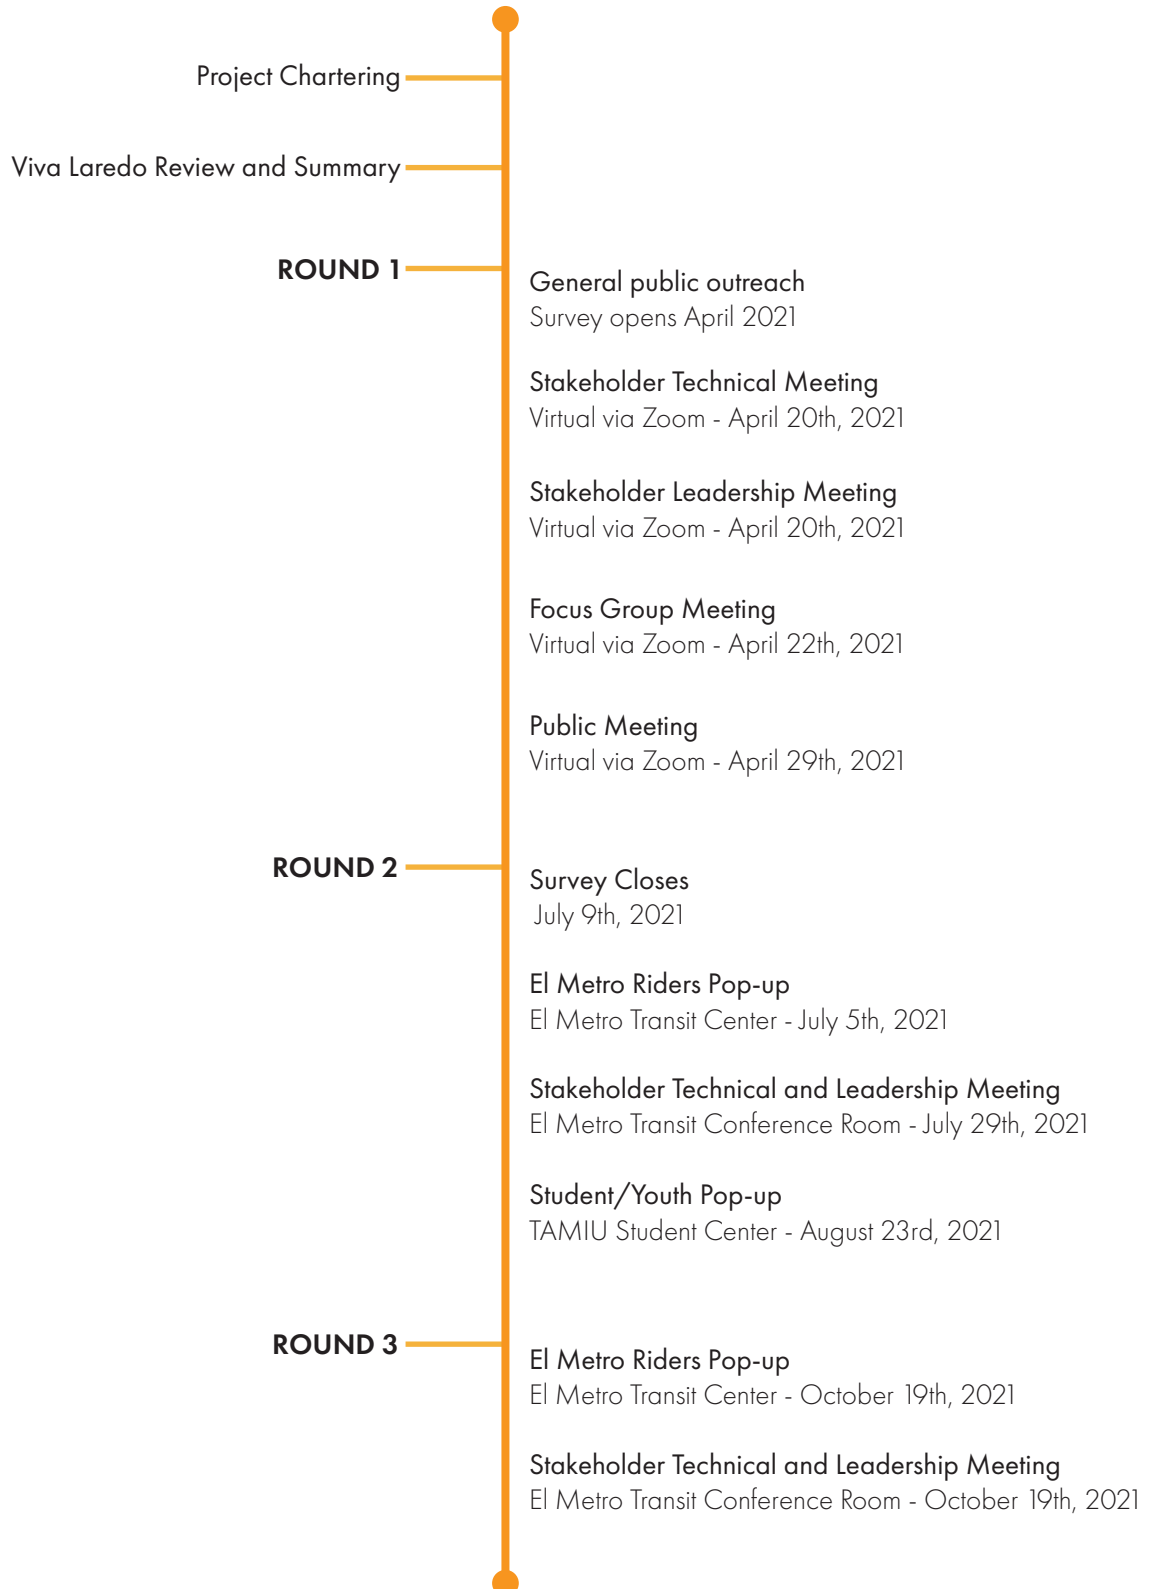 Project Chartering
Viva Laredo Review and Summary
ROUND 1
General public outreach
Survey opens April 2021
Stakeholder Technical Meeting
Virtual via Zoom - April 20th, 2021
Stakeholder Leadership Meeting
Virtual via Zoom - April 20th, 2021
Focus Group Meeting
Virtual via Zoom - April 22th, 2021
Public Meeting
Virtual via Zoom - April 29th, 2021
ROUND 2
Survey Closes
July 9th, 2021
El Metro Riders Pop-up
El Metro Transit Center - July 5th, 2021
Stakeholder Technical and Leadership Meeting
El Metro Transit Conference Room - July 29th, 2021
Student/Youth Pop-up
TAMIU Student Center - August 23rd, 2021
ROUND 3
El Metro Riders Pop-up
El Metro Transit Center - October 19th, 2021
Stakeholder Technical and Leadership Meeting
El Metro Transit Conference Room - October 19th, 2021